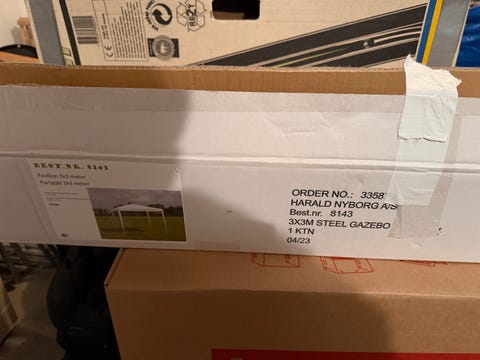 BEST.NR. 8143
Pavillon 3x3 meter
Partytält 3x3 meter
ORDER NO.: 3358
HARALD NYBORG A/S
Best.nr. 8143
3X3M STEEL GAZEBO
1 KTN
04/23